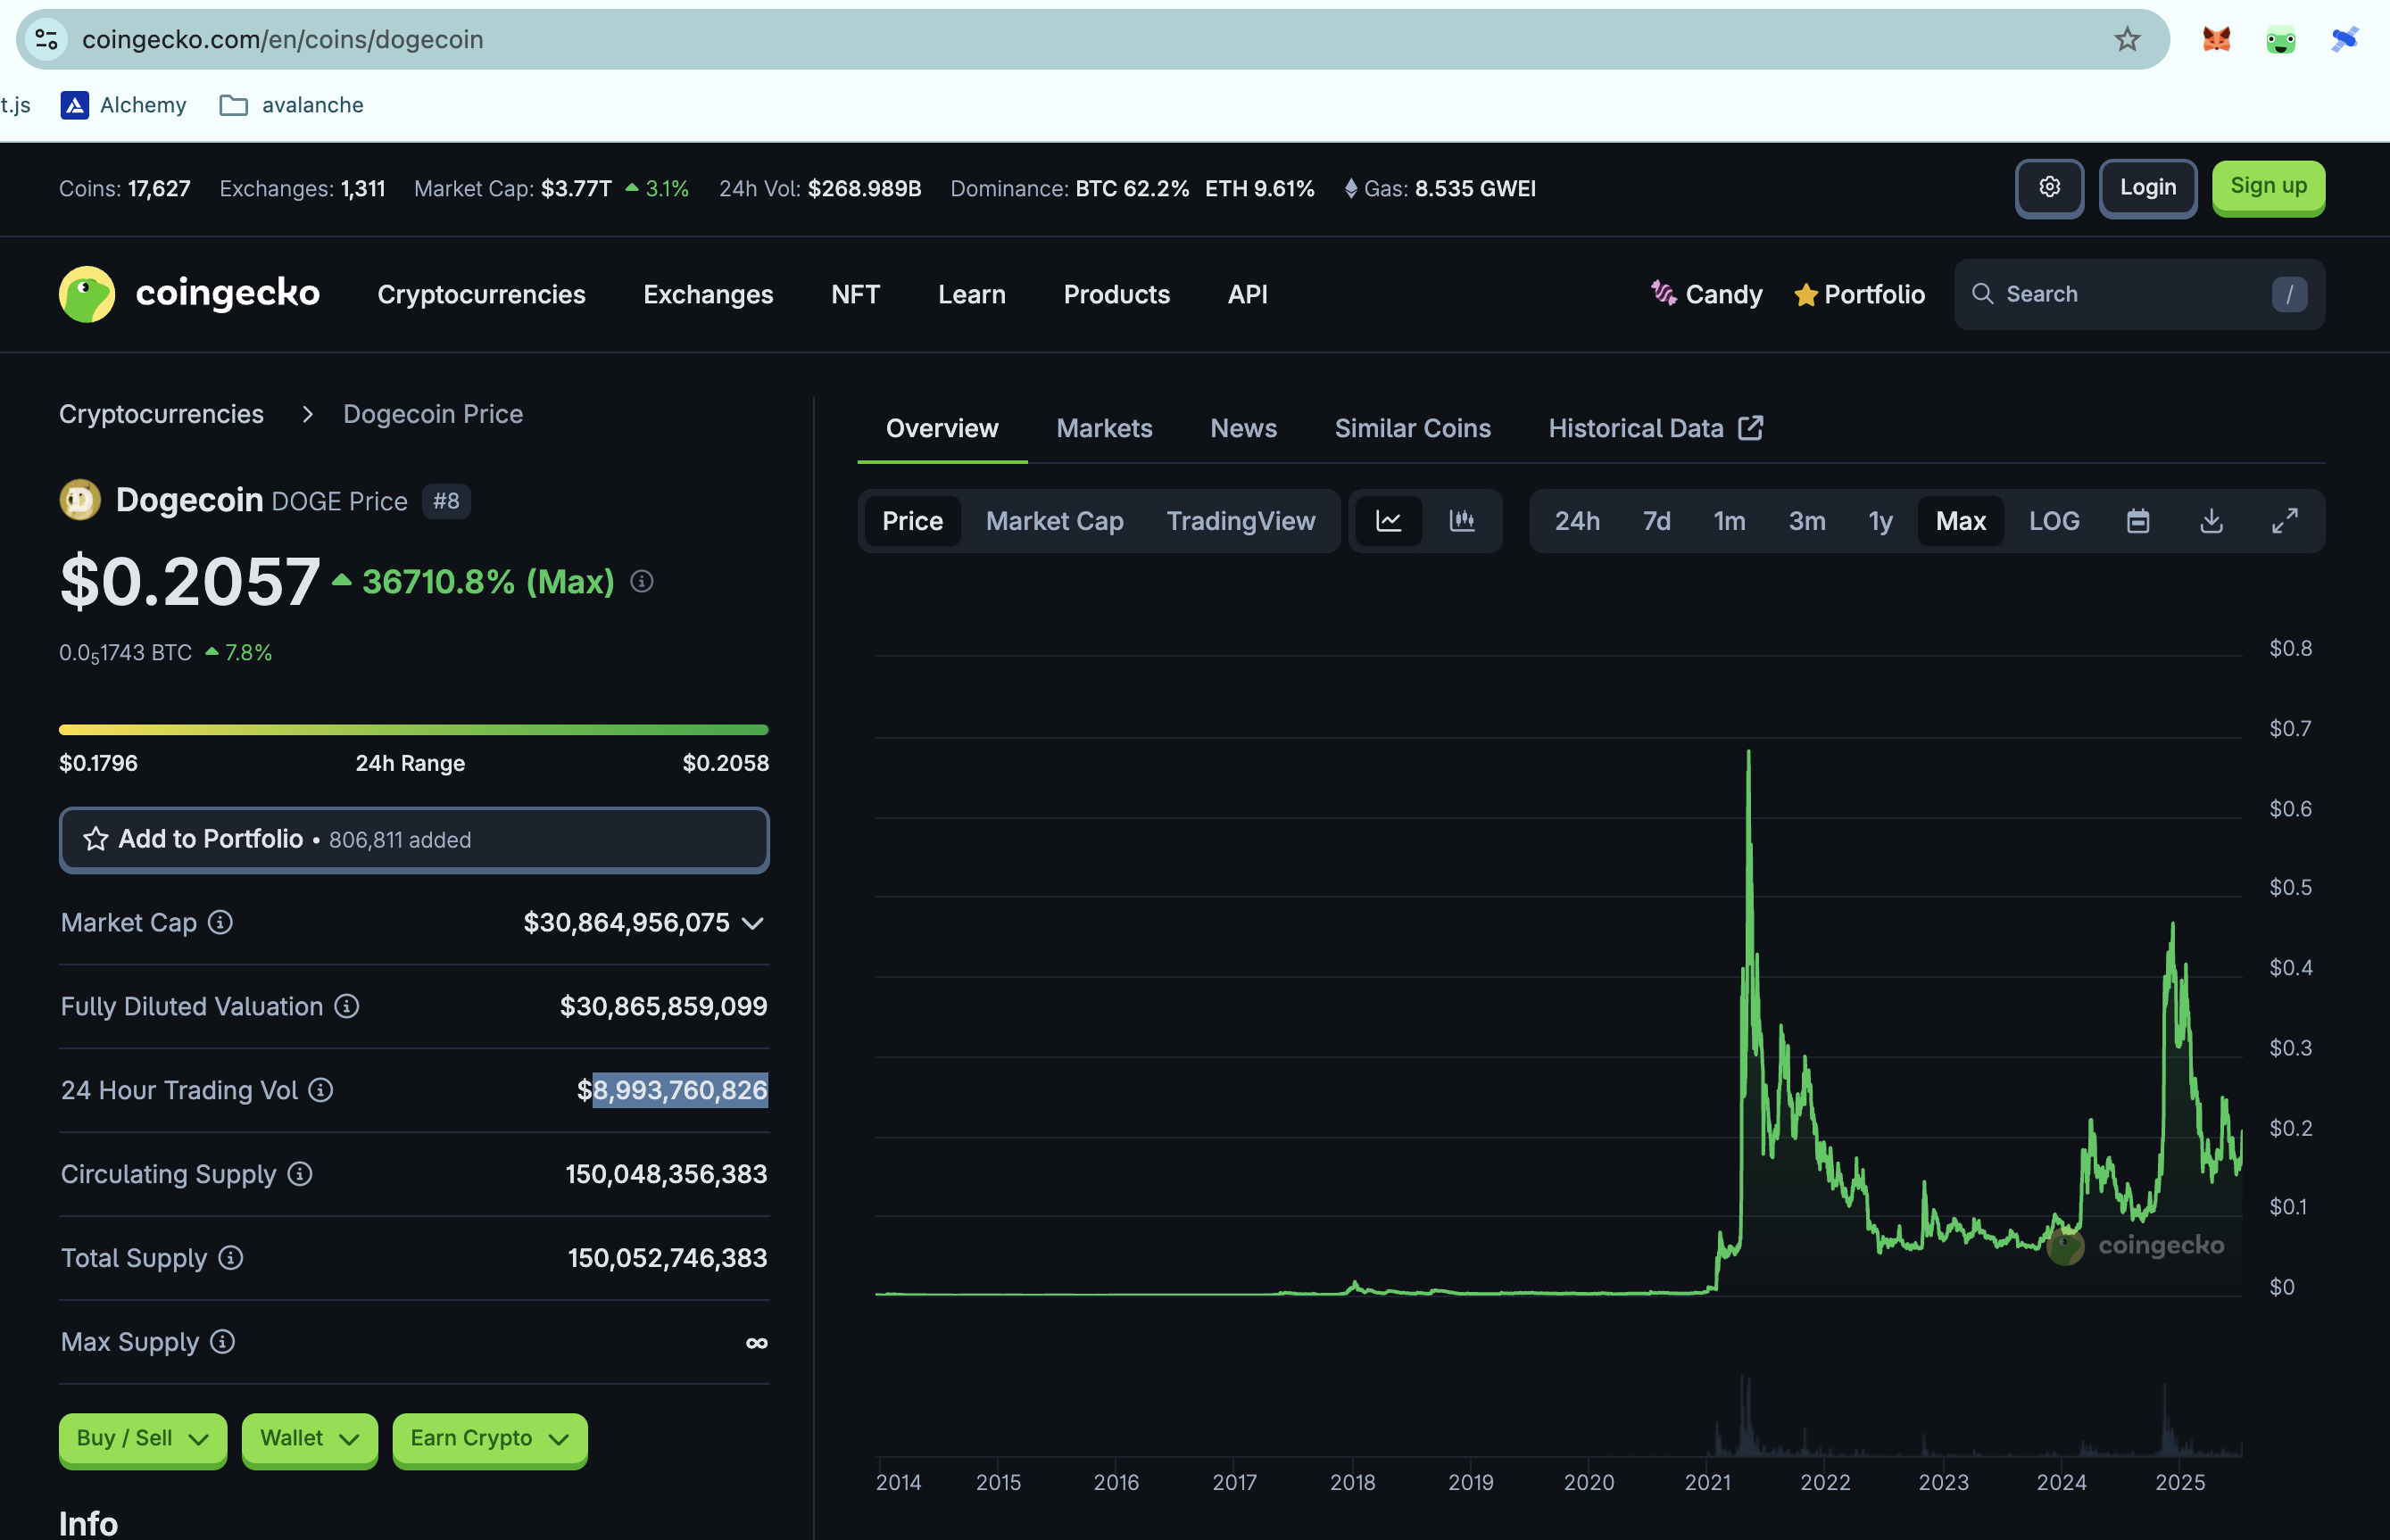 coingecko.com/en/coins/dogecoin
t.js Alchemy avalanche
Coins: 17,627 Exchanges: 1,311 Market Cap: $3.77T 3.1% 24h Vol: $268.989B Dominance: BTC 62.2% ETH 9.61% Gas: 8.535 GWEI Login Sign up
coingecko Cryptocurrencies Exchanges NFT Learn Products API Candy Portfolio Search /
Cryptocurrencies > Dogecoin Price
Dogecoin DOGE Price #8
$0.2057 36710.8% (Max)
0.0₅1743 BTC 7.8%
$0.1796 24h Range $0.2058
Add to Portfolio • 806,811 added
Market Cap $30,864,956,075
Fully Diluted Valuation $30,865,859,099
24 Hour Trading Vol $8,993,760,826
Circulating Supply 150,048,356,383
Total Supply 150,052,746,383
Max Supply ∞
Buy / Sell Wallet Earn Crypto
Info
Overview Markets News Similar Coins Historical Data
Price Market Cap TradingView 24h 7d 1m 3m 1y Max LOG
$0.8
$0.7
$0.6
$0.5
$0.4
$0.3
$0.2
$0.1
coingecko
$0
2014 2015 2016 2017 2018 2019 2020 2021 2022 2023 2024 2025